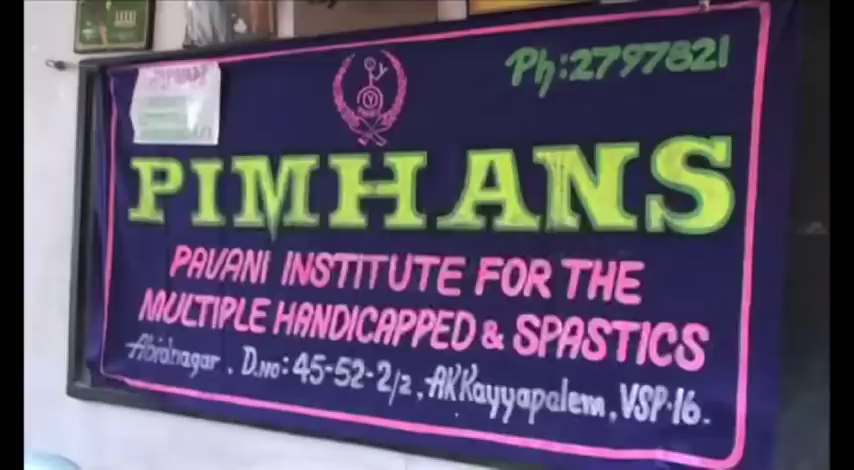 Ph:2797821
PIMHANS
PAVANI INSTITUTE FOR THE
MULTIPLE HANDICAPPED & SPASTICS
Abidnagar, D.NO: 45-52-2/2, AKKayyapalem, VSP-16.